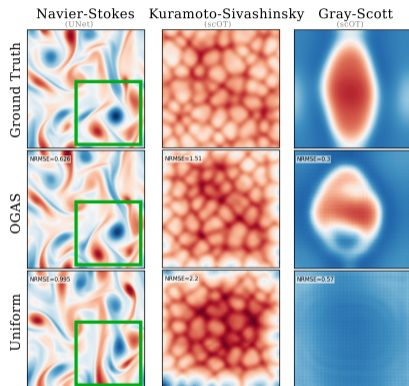 Navier-Stokes Kuramoto-Sivashinsky Gray-Scott
(UNet) (scOT) (scOT)
Ground Truth
OGAS
NRMSE=0.626 NRMSE=1.51 NRMSE=0.3
Uniform
NRMSE=0.995 NRMSE=2.2 NRMSE=0.57